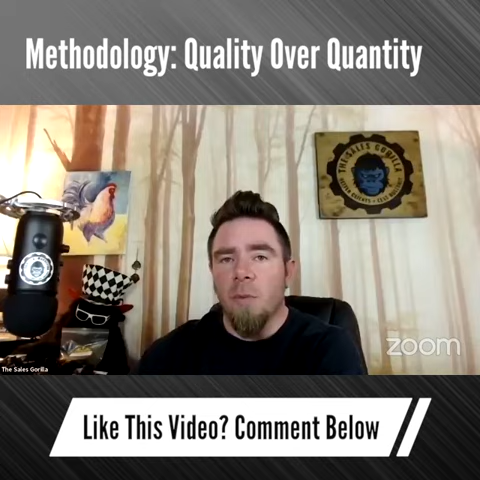 Methodology: Quality Over Quantity
THE SALES GORILLA
zoom
The Sales Gorilla
Like This Video? Comment Below